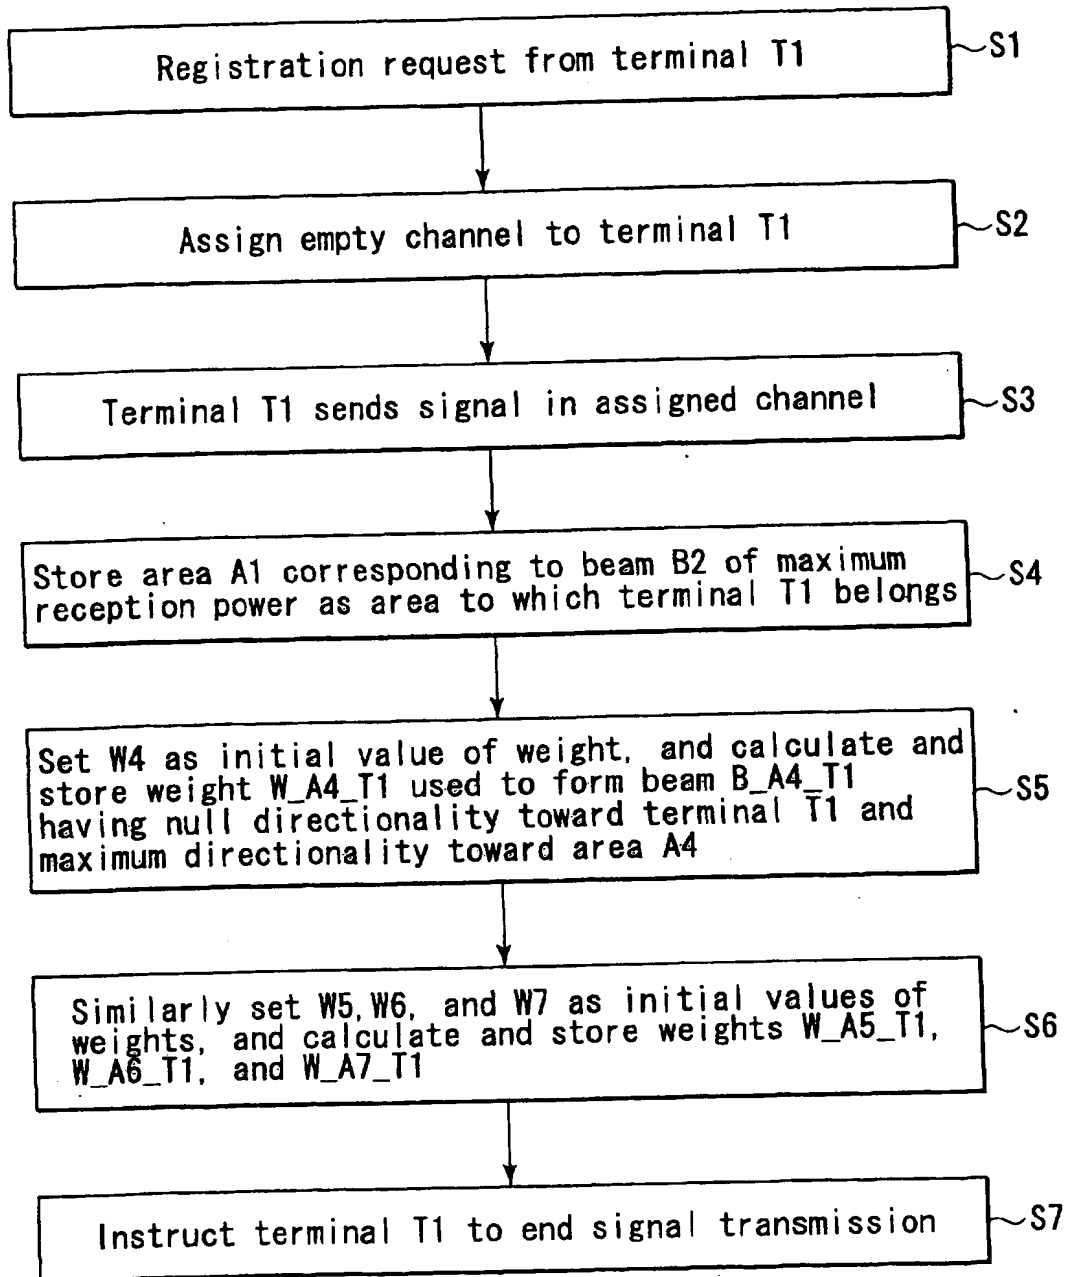 Registration request from terminal T1
S1
Assign empty channel to terminal T1
S2
Terminal T1 sends signal in assigned channel
S3
Store area A1 corresponding to beam B2 of maximum
reception power as area to which terminal T1 belongs
S4
Set W4 as initial value of weight, and calculate and
store weight W_A4_T1 used to form beam B_A4_T1
having null directionality toward terminal T1 and
maximum directionality toward area A4
S5
Similarly set W5, W6, and W7 as initial values of
weights, and calculate and store weights W_A5_T1,
W_A6_T1, and W_A7_T1
S6
Instruct terminal T1 to end signal transmission
S7